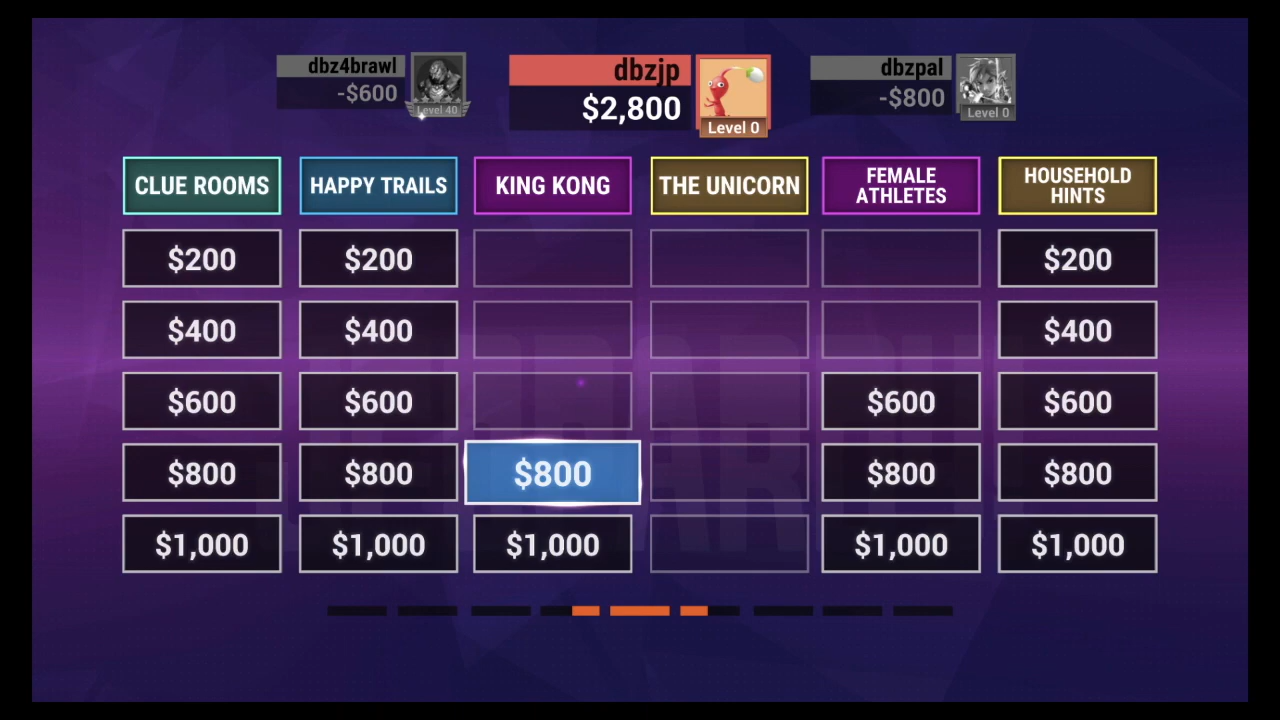 dbz4brawl
-$600
Level 40
dbzjp
$2,800
Level 0
dbzpal
-$800
Level 0
CLUE ROOMS
HAPPY TRAILS
KING KONG
THE UNICORN
FEMALE
ATHLETES
HOUSEHOLD
HINTS
$200
$200
$200
$400
$400
$400
$600
$600
$600
$600
$800
$800
$800
$800
$800
$1,000
$1,000
$1,000
$1,000
$1,000
JEOPARDY!